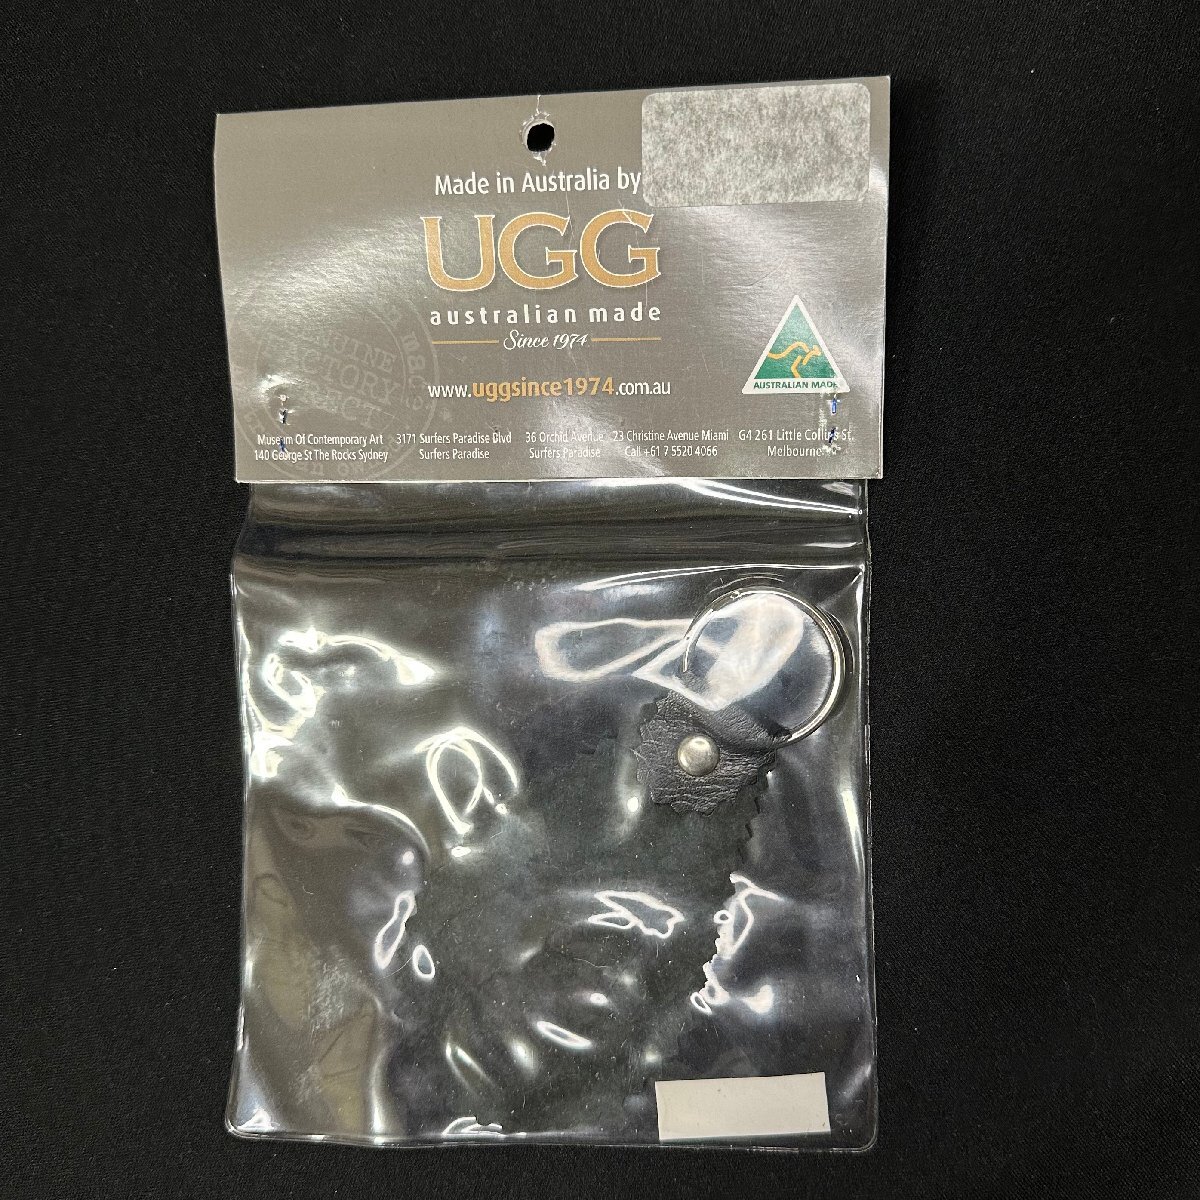 Made in Australia by
UGG
australian made
Since 1974
www.uggsince1974.com.au
AUSTRALIAN MADE
Museum Of Contemporary Art
140 George St The Rocks Sydney
3171 Surfers Paradise Blvd
Surfers Paradise
36 Orchid Avenue
Surfers Paradise
23 Christine Avenue Miami
Call +61 7 5520 4066
G4 261 Little Collins St.
Melbourne